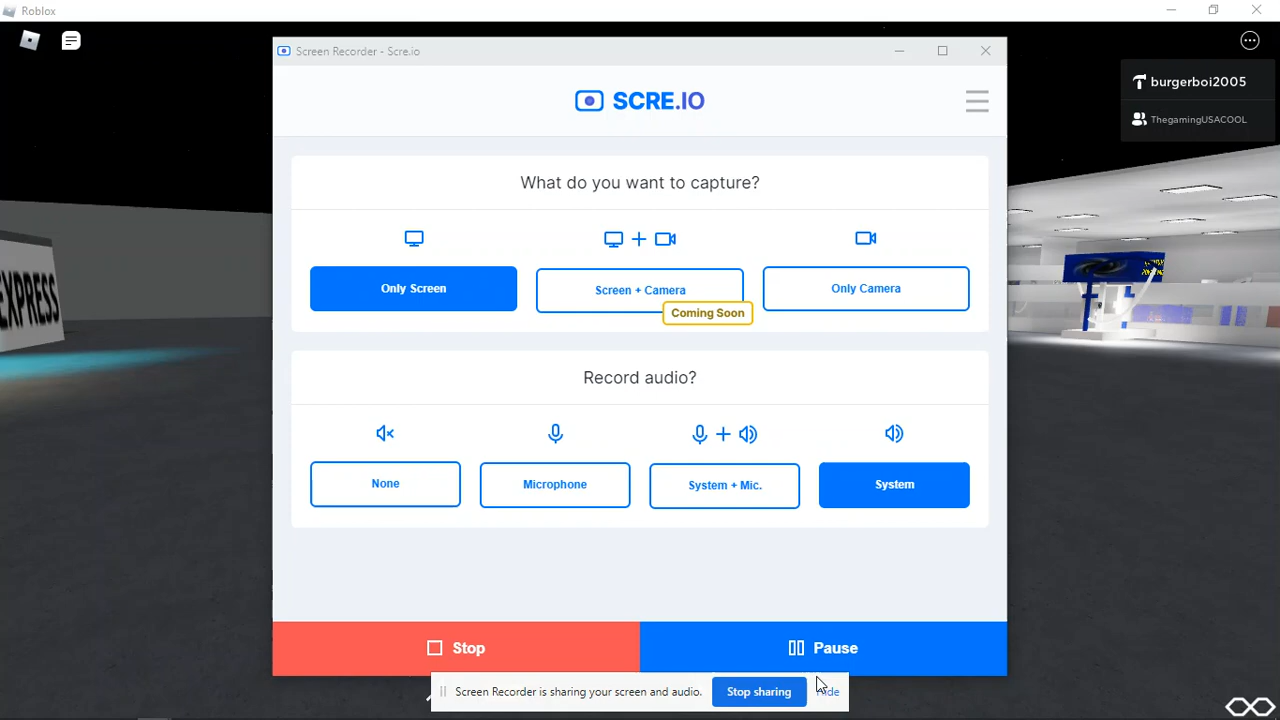 Roblox
Screen Recorder - Scre.io
SCRE.IO
burgerboi2005
ThegamingUSACOOL
What do you want to capture?
Only Screen
Screen + Camera
Only Camera
Coming Soon
EXPRESS
Record audio?
None
Microphone
System + Mic.
System
Stop
Pause
Screen Recorder is sharing your screen and audio.
Stop sharing
Hide